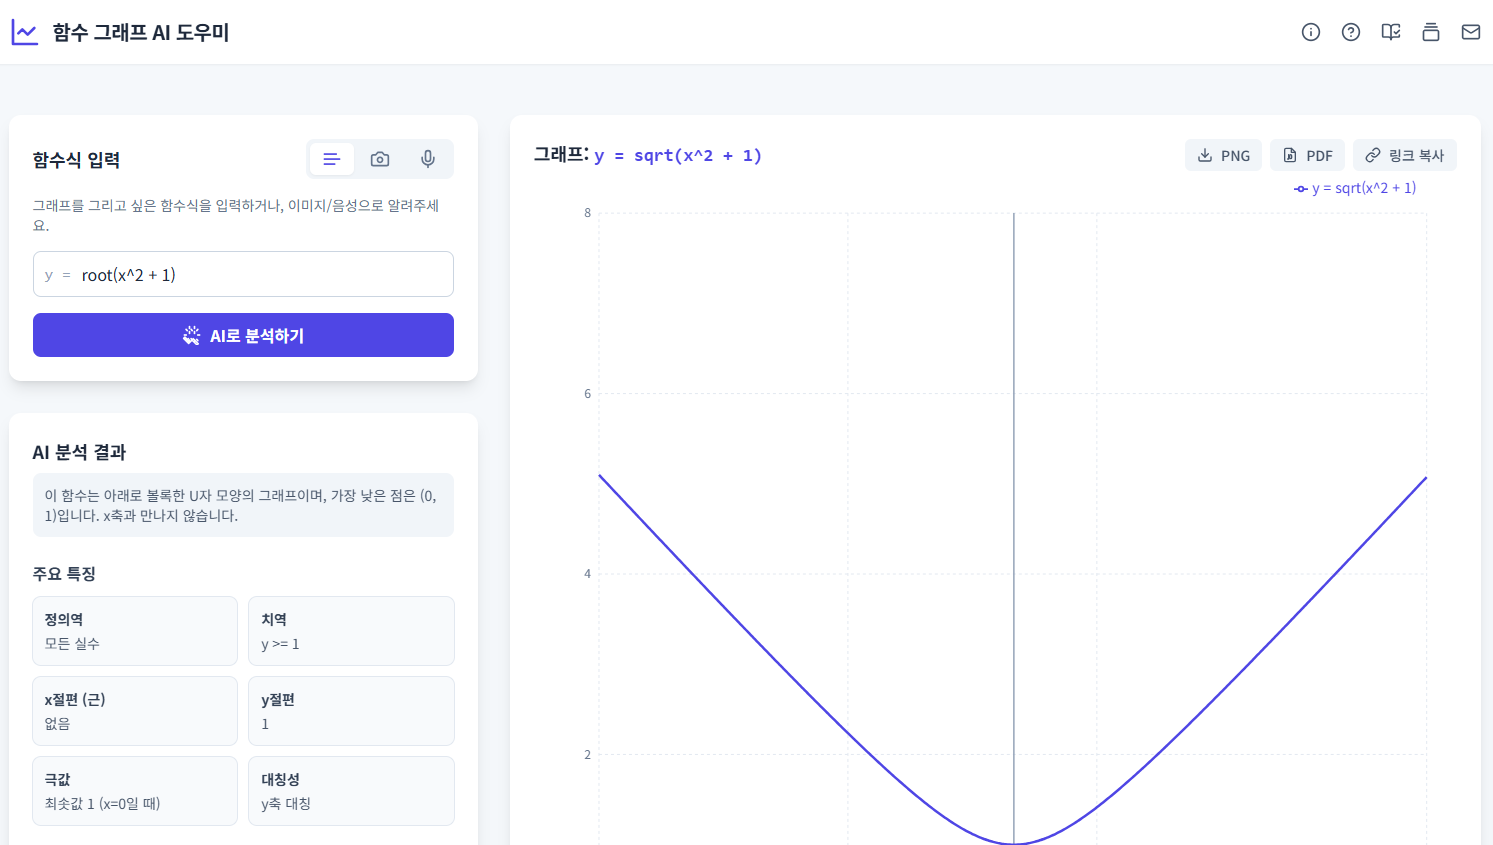 함수 그래프 AI 도우미
함수식 입력
그래프를 그리고 싶은 함수식을 입력하거나, 이미지/음성으로 알려주세
요.
y = root(x^2 + 1)
AI로 분석하기
AI 분석 결과
이 함수는 아래로 볼록한 U자 모양의 그래프이며, 가장 낮은 점은 (0,
1)입니다. x축과 만나지 않습니다.
주요 특징
정의역
모든 실수
치역
y >= 1
x절편 (근)
없음
y절편
1
극값
최솟값 1 (x=0일 때)
대칭성
y축 대칭
그래프: y = sqrt(x^2 + 1)
PNG
PDF
링크 복사
y = sqrt(x^2 + 1)
8
6
4
2